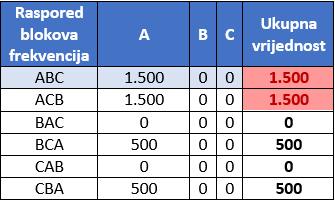 Raspored blokova frekvencija A B C Ukupna vrijednost
ABC 1.500 0 0 1.500
ACB 1.500 0 0 1.500
BAC 0 0 0 0
BCA 500 0 0 500
CAB 0 0 0 0
CBA 500 0 0 500